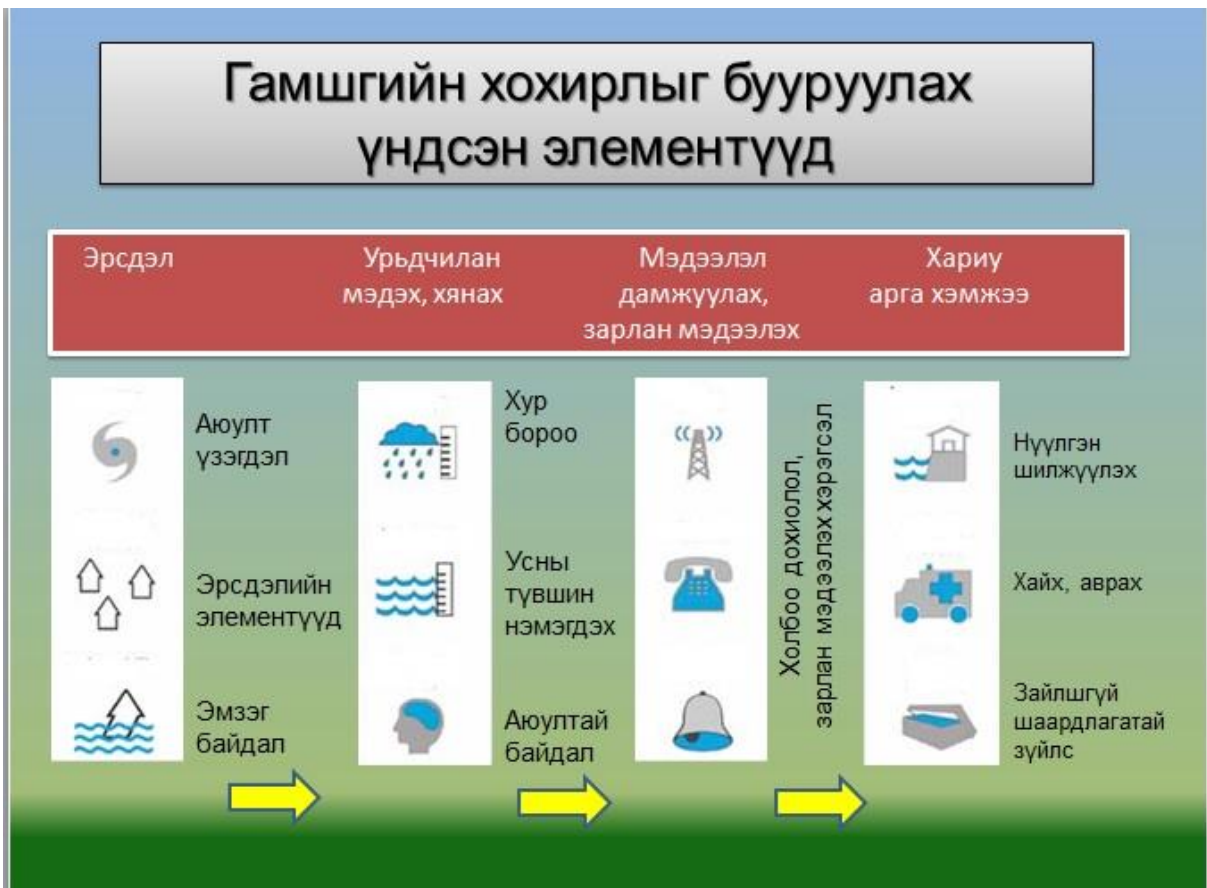 Гамшгийн хохирлыг бууруулах
үндсэн элементүүд
Эрсдэл
Урьдчилан
мэдэх, хянах
Мэдээлэл
дамжуулах,
зарлан мэдээлэх
Хариу
арга хэмжээ
Аюулт
үзэгдэл
Эрсдэлийн
элементүүд
Эмзэг
байдал
Хур
бороо
Усны
түвшин
нэмэгдэх
Аюултай
байдал
Холбоо дохиолол,
зарлан мэдээлэх хэрэгсэл
Нүүлгэн
шилжүүлэх
Хайх, аврах
Зайлшгүй
шаардлагатай
зүйлс